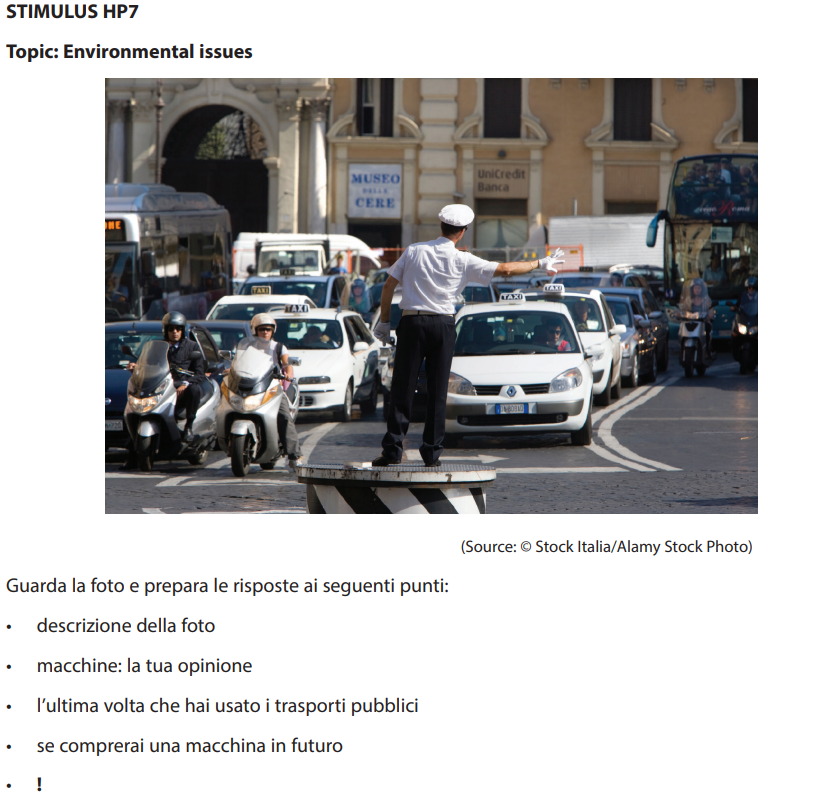 STIMULUS HP7
Topic: Environmental issues
MUSEO
DELLE
CERE
UniCredit
Banca
TAXI
TAXI
TAXI
TAXI
(Source: © Stock Italia/Alamy Stock Photo)
Guarda la foto e prepara le risposte ai seguenti punti:
• descrizione della foto
• macchine: la tua opinione
• l’ultima volta che hai usato i trasporti pubblici
• se comprerai una macchina in futuro
• !